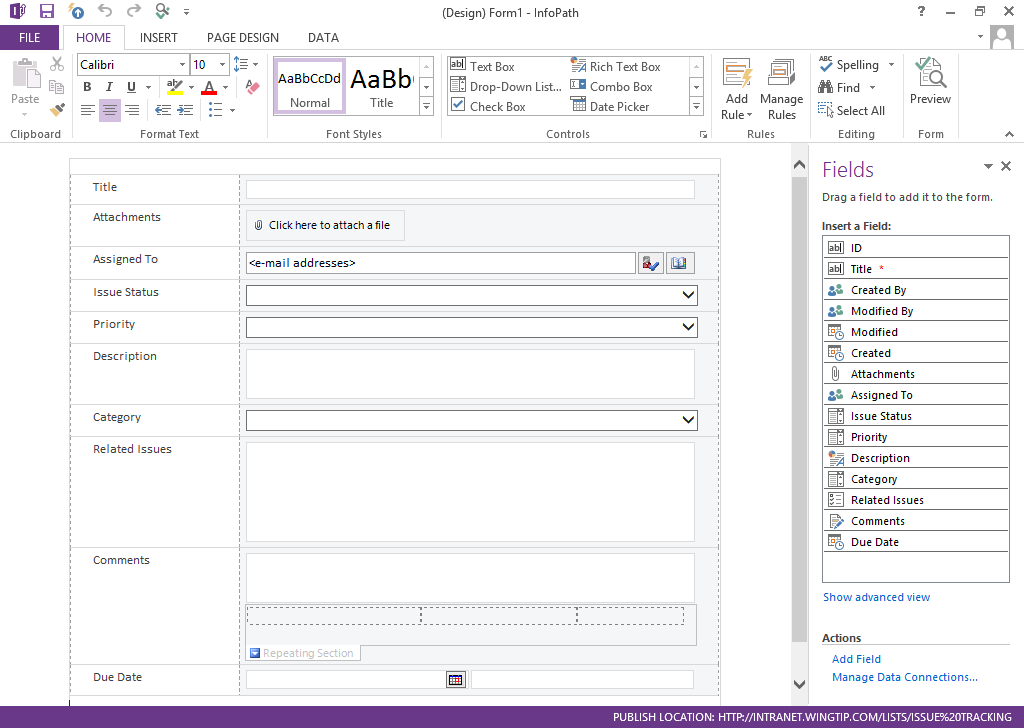 (Design) Form1 - InfoPath
?
FILE
HOME
INSERT
PAGE DESIGN
DATA
Paste
Clipboard
Calibri
10
B I U
ab
A
Format Text
AaBbCcDd
Normal
AaBb
Title
Font Styles
Text Box
Drop-Down List...
Check Box
Rich Text Box
Combo Box
Date Picker
Controls
Add Rule
Manage Rules
Rules
Spelling
Find
Select All
Editing
Preview
Form
Title
Attachments
Click here to attach a file
Assigned To
<e-mail addresses>
Issue Status
Priority
Description
Category
Related Issues
Comments
Repeating Section
Due Date
Fields
Drag a field to add it to the form.
Insert a Field:
ID
Title *
Created By
Modified By
Modified
Created
Attachments
Assigned To
Issue Status
Priority
Description
Category
Related Issues
Comments
Due Date
Show advanced view
Actions
Add Field
Manage Data Connections...
PUBLISH LOCATION: HTTP://INTRANET.WINGTIP.COM/LISTS/ISSUE%20TRACKING